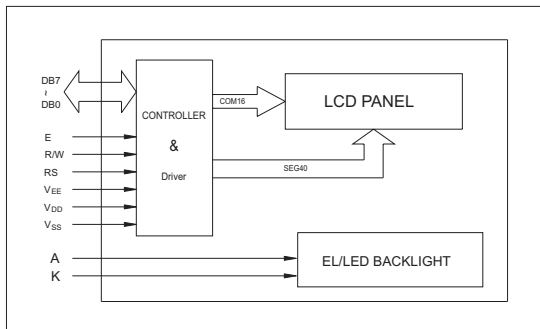 DB7
~
DB0
E
R/W
RS
VEE
VDD
VSS
A
K
CONTROLLER
&
Driver
COM16
SEG40
LCD PANEL
EL/LED BACKLIGHT